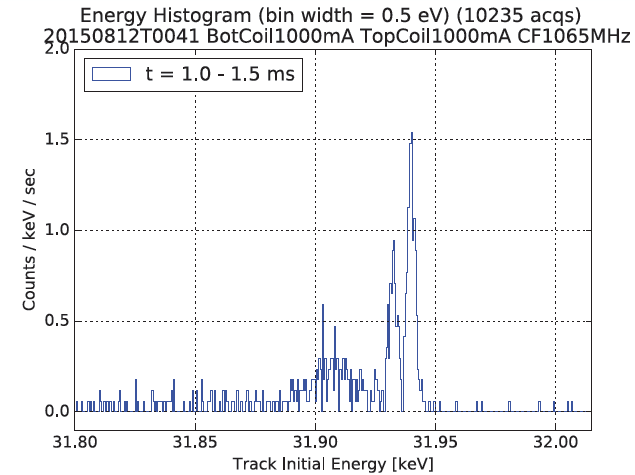 Energy Histogram (bin width = 0.5 eV) (10235 acqs)
20150812T0041 BotCoil1000mA TopCoil1000mA CF1065MHz
t = 1.0 - 1.5 ms
Counts / keV / sec
2.0
1.5
1.0
0.5
0.0
31.80
31.85
31.90
31.95
32.00
Track Initial Energy [keV]